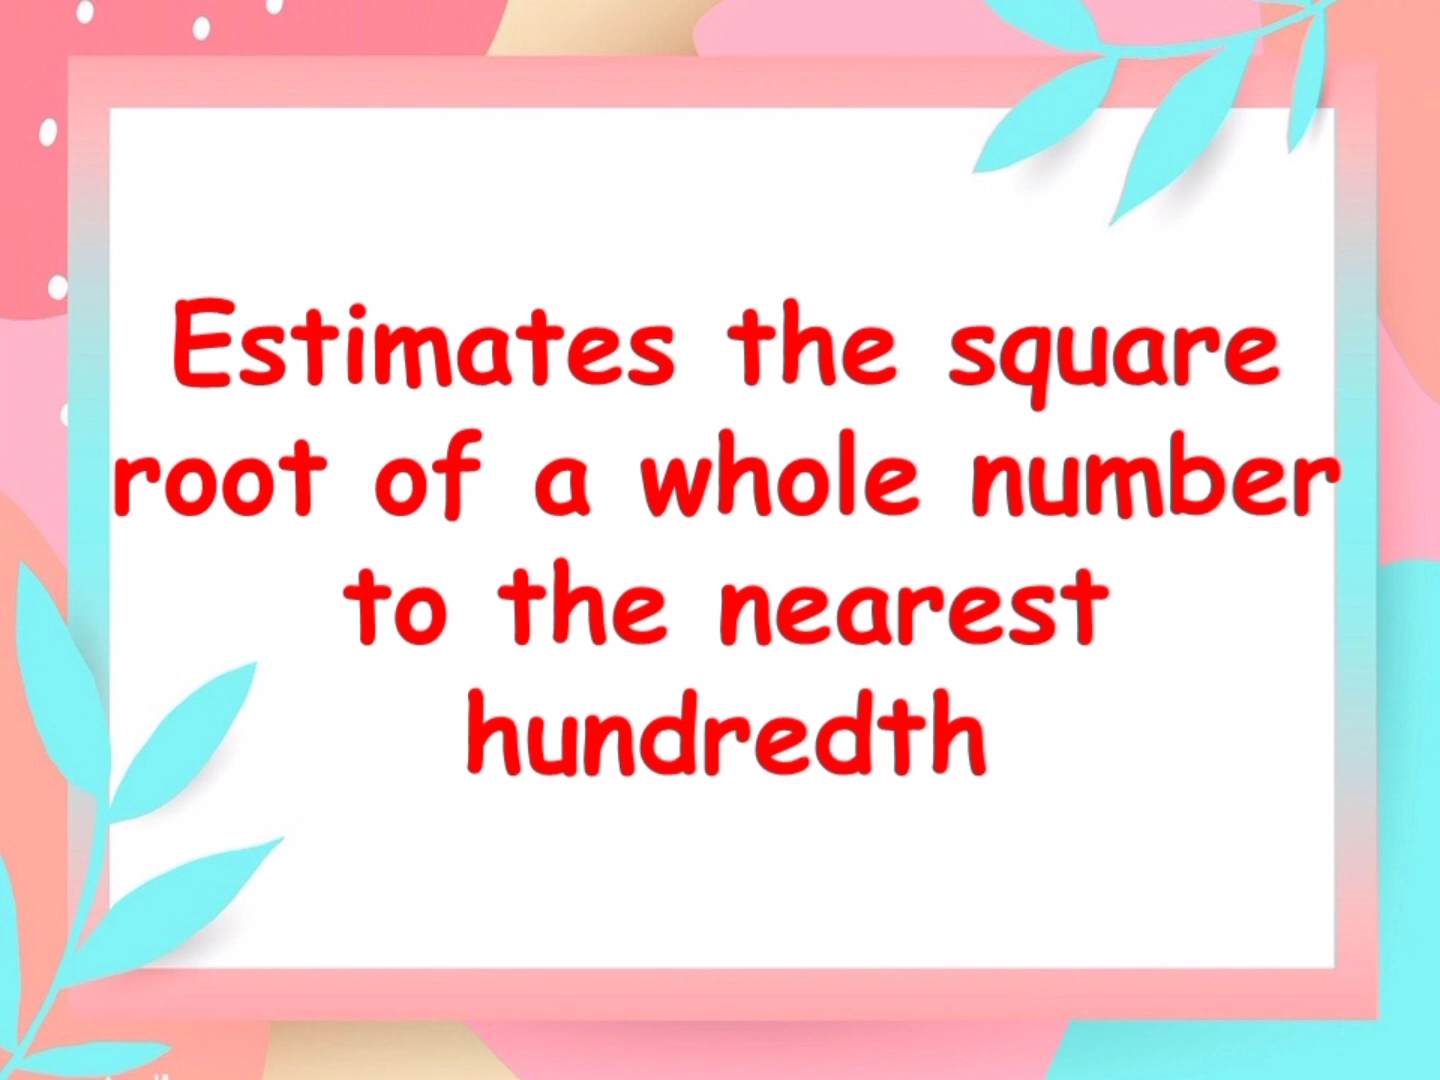 Estimates the square
root of a whole number
to the nearest
hundredth